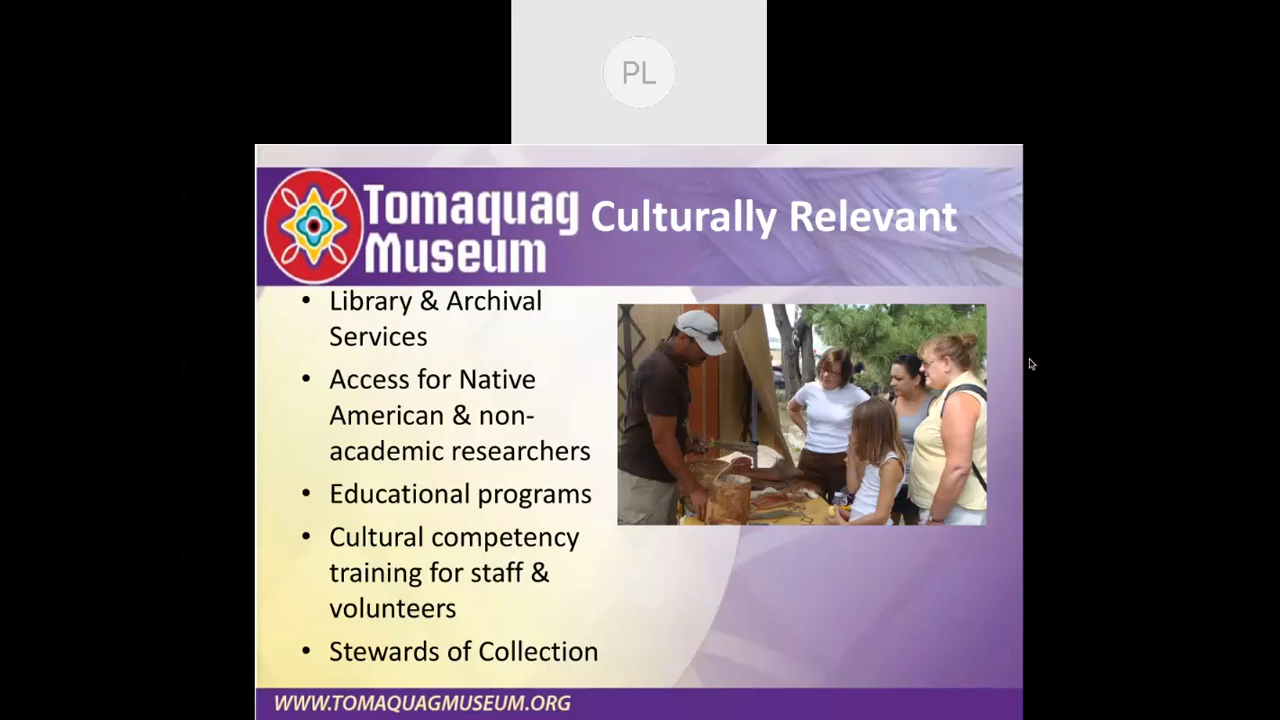 PL
Tomaquag
Museum
Culturally Relevant
• Library & Archival
Services
• Access for Native
American & non-
academic researchers
• Educational programs
• Cultural competency
training for staff &
volunteers
• Stewards of Collection
WWW.TOMAQUAGMUSEUM.ORG